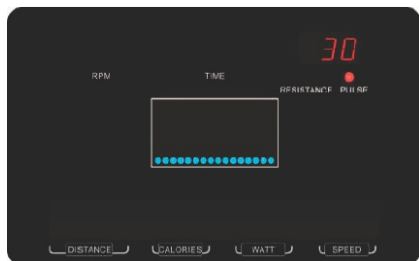 30
RPM TIME
RESISTANCE PULSE
DISTANCE CALORIES WATT SPEED